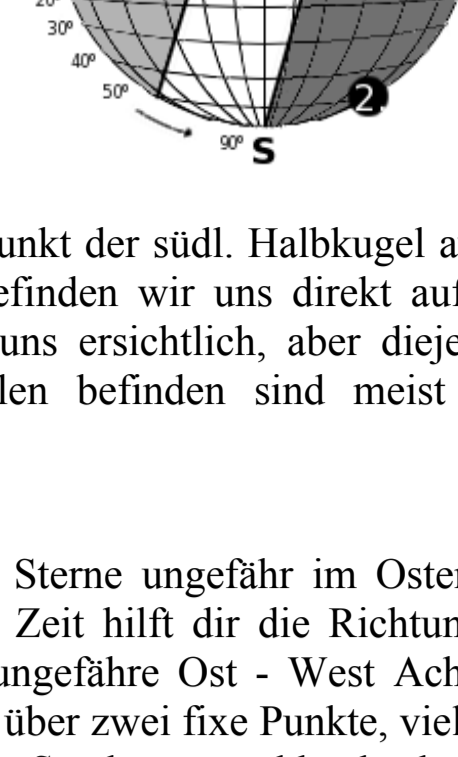 20°
30°
40°
50°
2
90° S
unkt der südl. Halbkugel a
efinden wir uns direkt auf
uns ersichtlich, aber dieje
len befinden sind meist
Sterne ungefähr im Oster
Zeit hilft dir die Richtun
ungefähre Ost - West Ach
über zwei fixe Punkte, viel